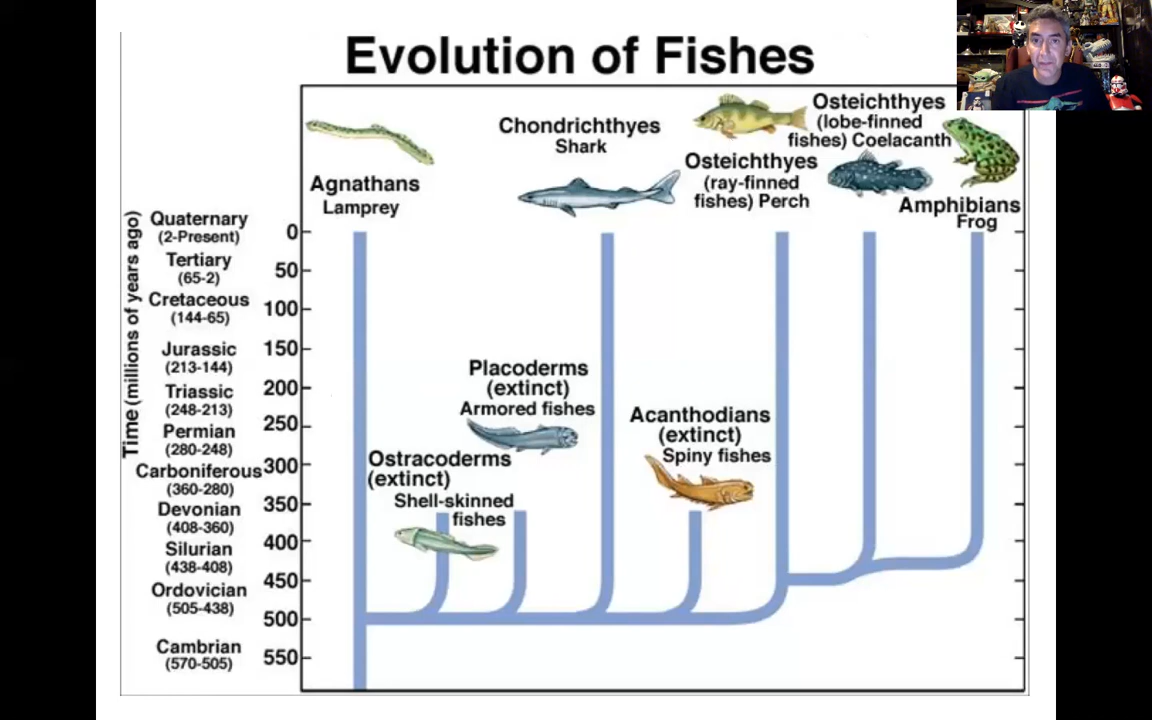 Evolution of Fishes
Agnathans
Lamprey
Chondrichthyes
Shark
Osteichthyes
(ray-finned
fishes) Perch
Osteichthyes
(lobe-finned
fishes) Coelacanth
Amphibians
Frog
Time (millions of years ago)
Quaternary
(2-Present)
Tertiary
(65-2)
Cretaceous
(144-65)
Jurassic
(213-144)
Triassic
(248-213)
Permian
(280-248)
Carboniferous
(360-280)
Devonian
(408-360)
Silurian
(438-408)
Ordovician
(505-438)
Cambrian
(570-505)
0
50
100
150
200
250
300
350
400
450
500
550
Placoderms
(extinct)
Armored fishes
Acanthodians
(extinct)
Spiny fishes
Ostracoderms
(extinct)
Shell-skinned
fishes